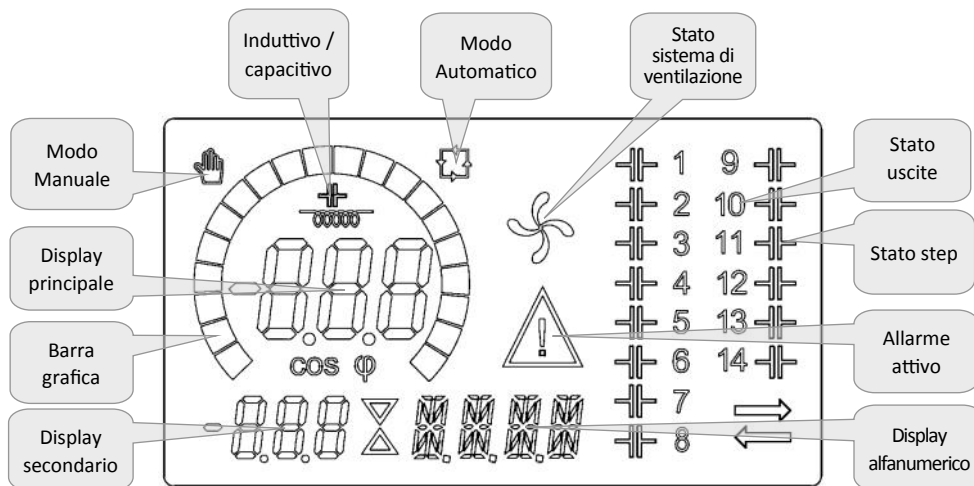 Induttivo /
capacitivo
Modo
Automatico
Stato
sistema di
ventilazione
Modo
Manuale
Display
principale
Barra
grafica
Display
secondario
cos φ
1 9
2 10
3 11
4 12
5 13
6 14
7
8
Stato
uscite
Stato step
Allarme
attivo
Display
alfanumerico